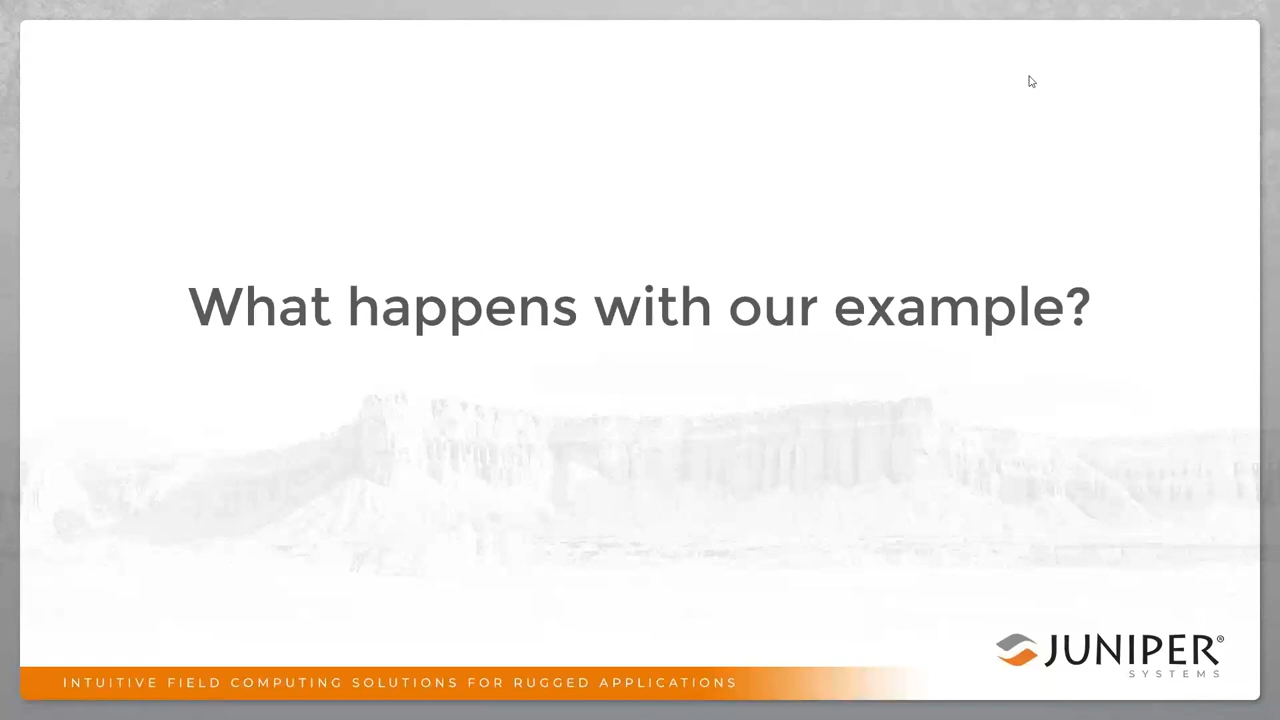 What happens with our example?
JUNIPER®
SYSTEMS
INTUITIVE FIELD COMPUTING SOLUTIONS FOR RUGGED APPLICATIONS